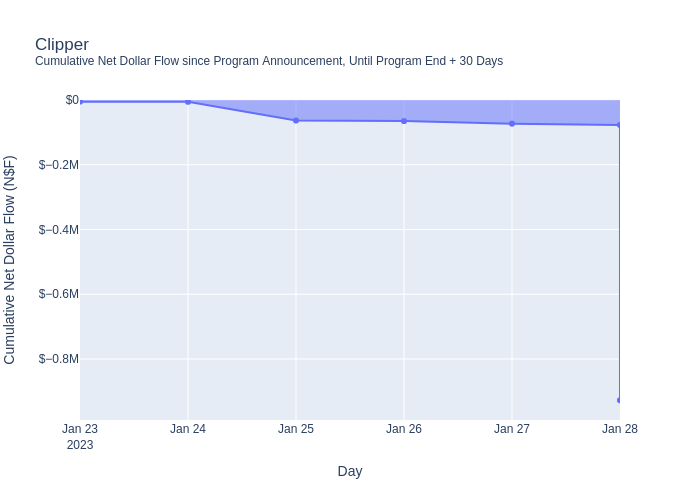 Clipper
Cumulative Net Dollar Flow since Program Announcement, Until Program End + 30 Days
Cumulative Net Dollar Flow (N$F)
$0
$−0.2M
$−0.4M
$−0.6M
$−0.8M
Jan 23
2023
Jan 24
Jan 25
Jan 26
Jan 27
Jan 28
Day